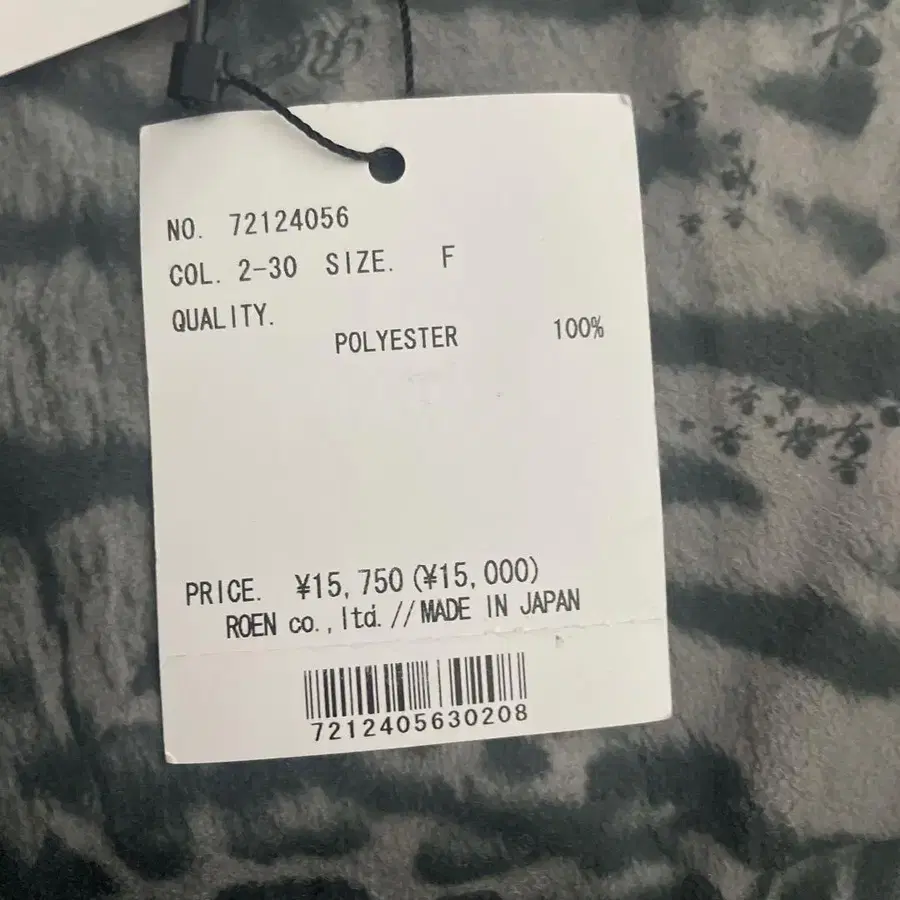 NO. 72124056
COL. 2-30 SIZE. F
QUALITY.
POLYESTER 100%
PRICE. ¥15,750 (¥15,000)
ROEN co.,ltd. // MADE IN JAPAN
7212405630208